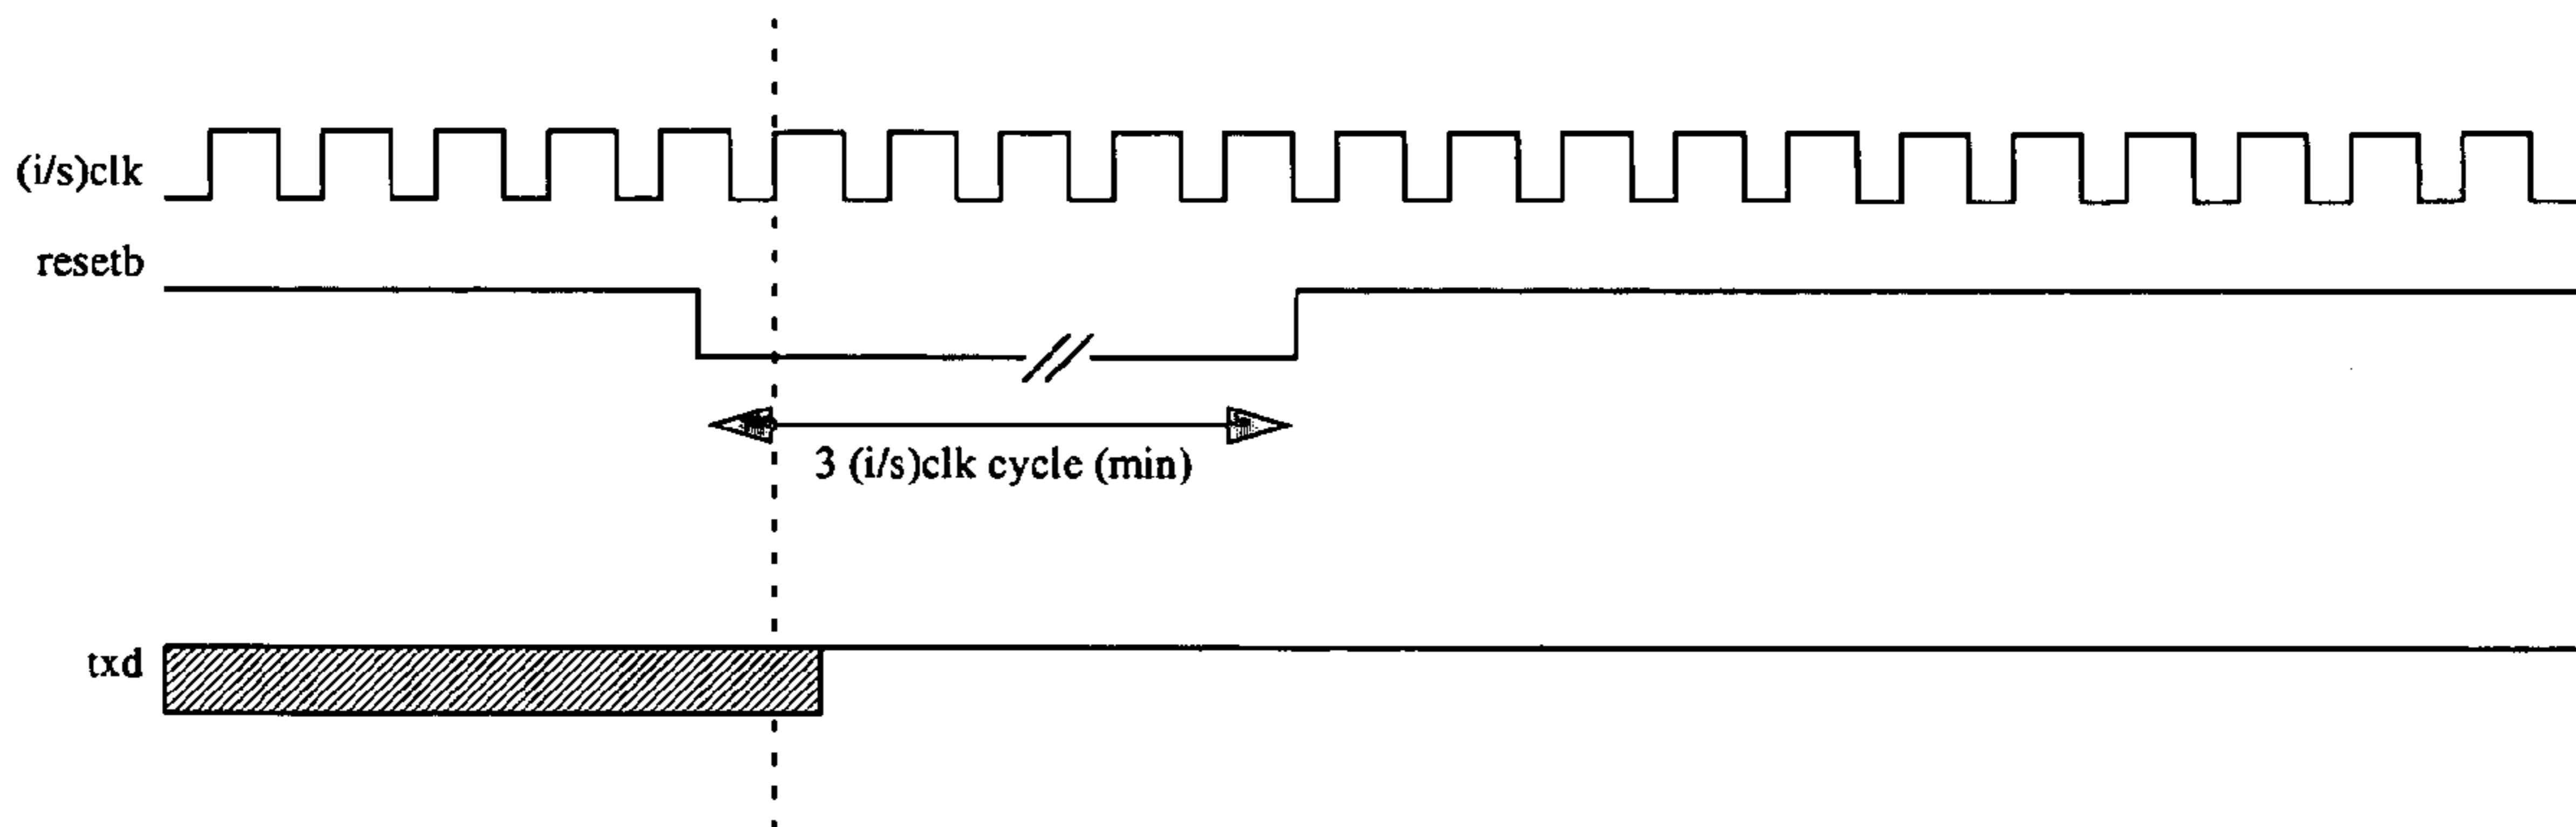 (i/s)clk
resetb
3 (i/s)clk cycle (min)
txd